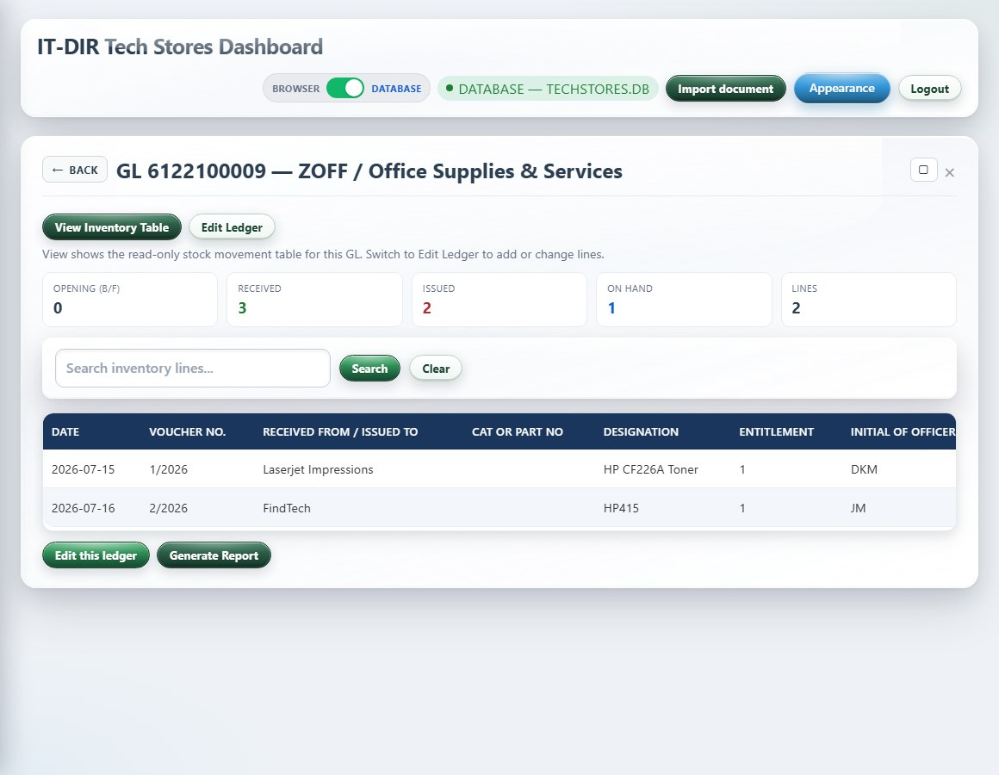 IT-DIR Tech Stores Dashboard
BROWSER DATABASE DATABASE — TECHSTORES.DB Import document Appearance Logout
← BACK GL 6122100009 — ZOFF / Office Supplies & Services ×
View Inventory Table Edit Ledger
View shows the read-only stock movement table for this GL. Switch to Edit Ledger to add or change lines.
OPENING (B/F) RECEIVED ISSUED ON HAND LINES
0 3 2 1 2
Search inventory lines... Search Clear
DATE VOUCHER NO. RECEIVED FROM / ISSUED TO CAT OR PART NO DESIGNATION ENTITLEMENT INITIAL OF OFFICER
2026-07-15 1/2026 Laserjet Impressions HP CF226A Toner 1 DKM
2026-07-16 2/2026 FindTech HP415 1 JM
Edit this ledger Generate Report